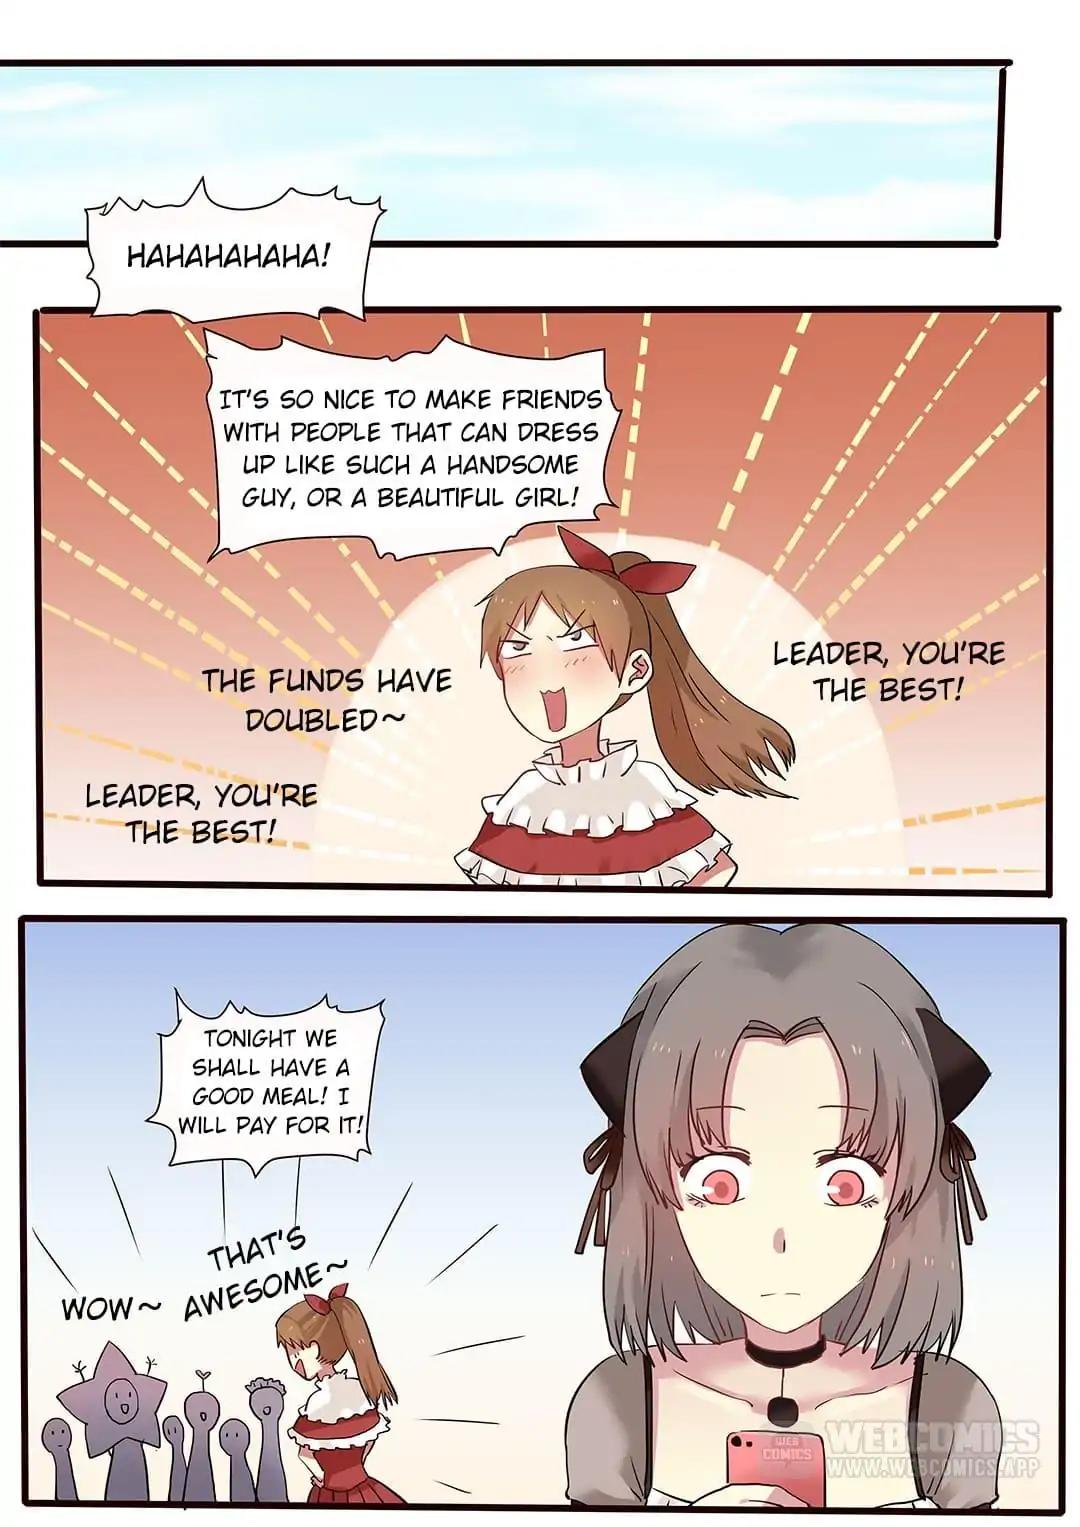 HAHAHAHAHA!
IT'S SO NICE TO MAKE FRIENDS
WITH PEOPLE THAT CAN DRESS
UP LIKE SUCH A HANDSOME
GUY, OR A BEAUTIFUL GIRL!
THE FUNDS HAVE
DOUBLED~
LEADER, YOU'RE
THE BEST!
LEADER, YOU'RE
THE BEST!
TONIGHT WE
SHALL HAVE A
GOOD MEAL! I
WILL PAY FOR IT!
WOW~
THAT'S
AWESOME~
WEB
COMICS
WEBCOMICS
WWW.WEBCOMICS.APP